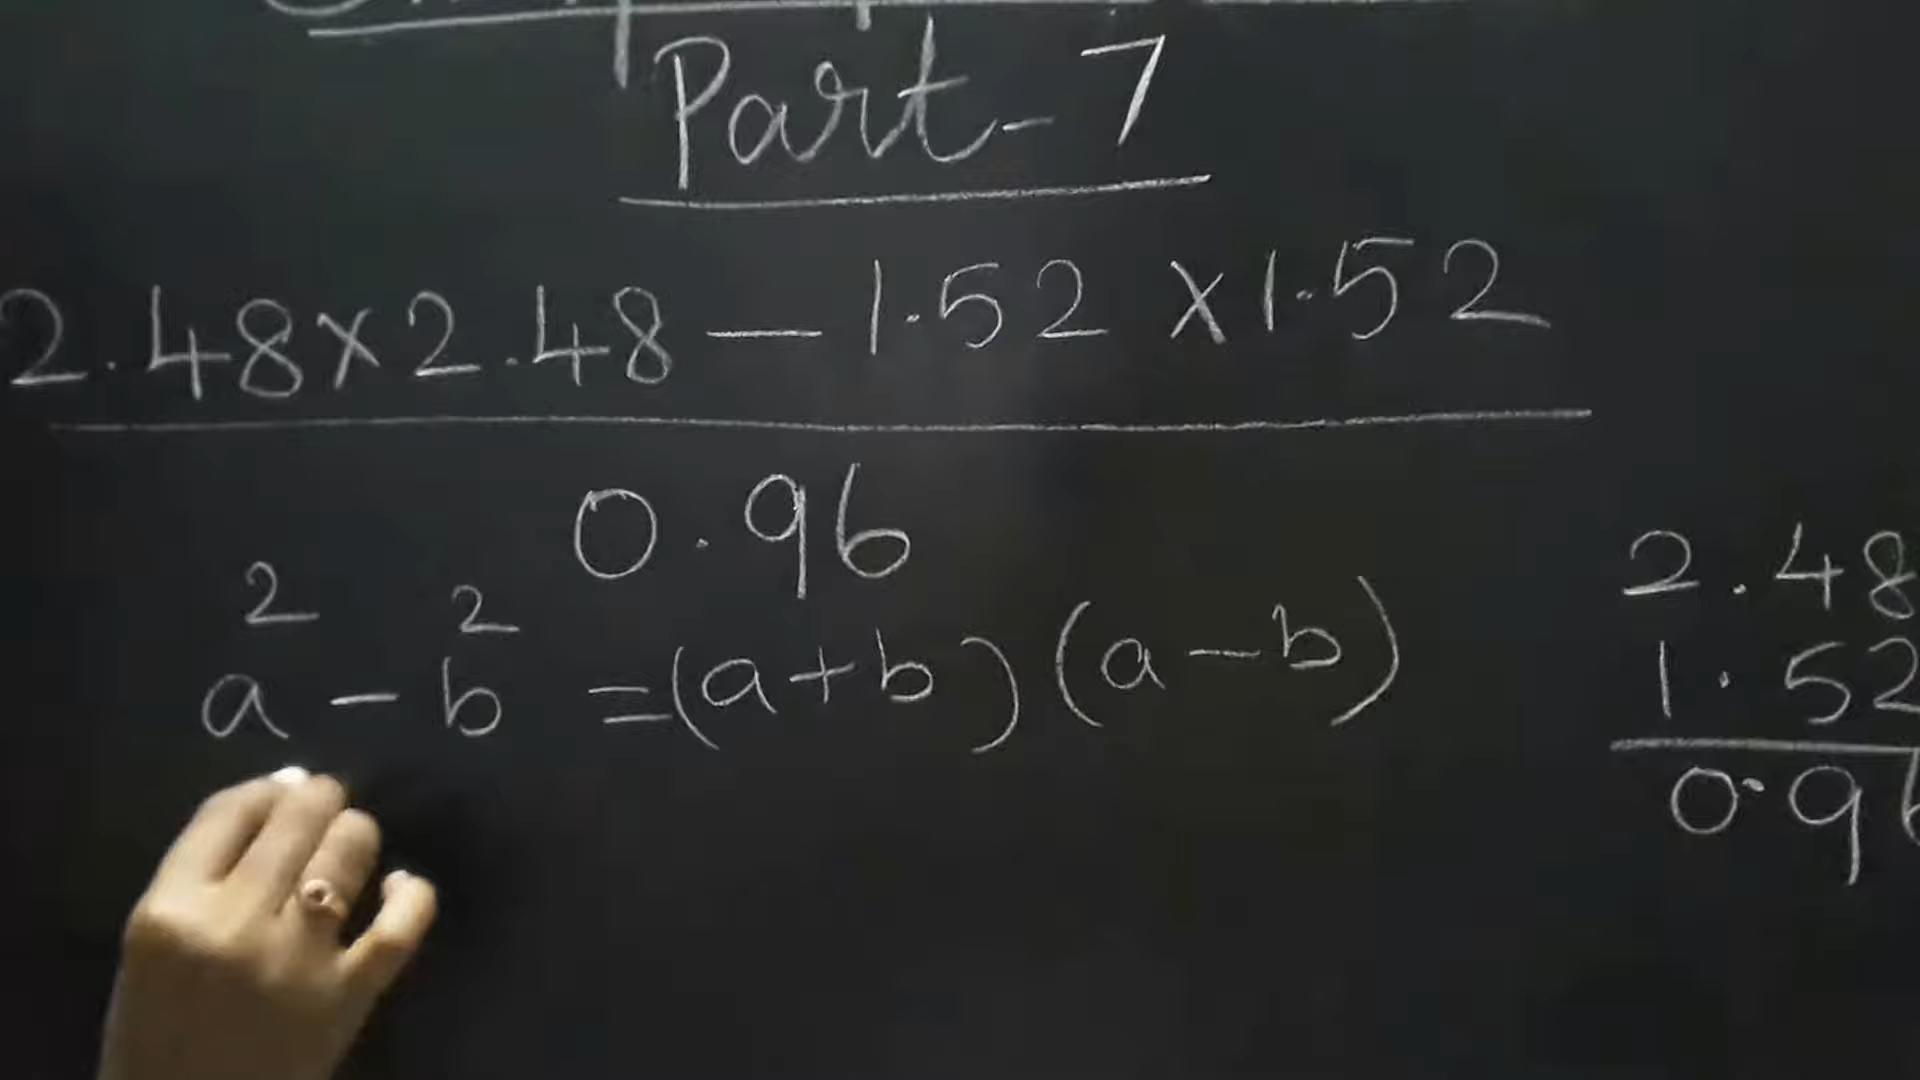 Part-7
2.48×2.48 — 1.52 ×1.52
0.96
a² - b² =(a+b)(a-b)
2.48
1.52
0.96